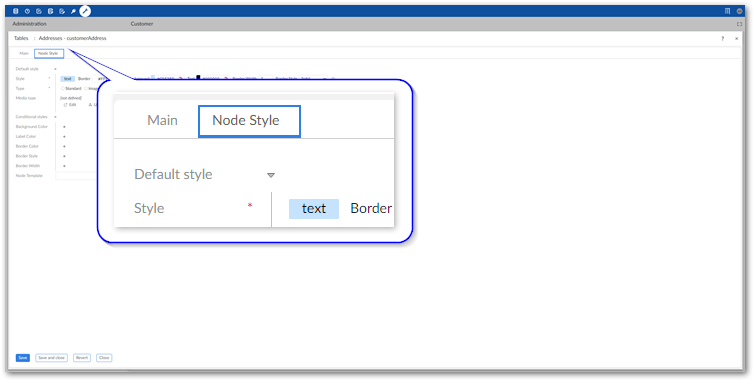 Administration Customer
Tables Addresses - customerAddress ? ×
Main Node Style
Default style
Style * text Border
Type * Standard Image
Media type [not defined]
Edit
Conditional styles
Background Color +
Label Color +
Border Color +
Border Style +
Border Width +
Node Template
Main Node Style
Default style
Style * text Border
Save Save and close Revert Close